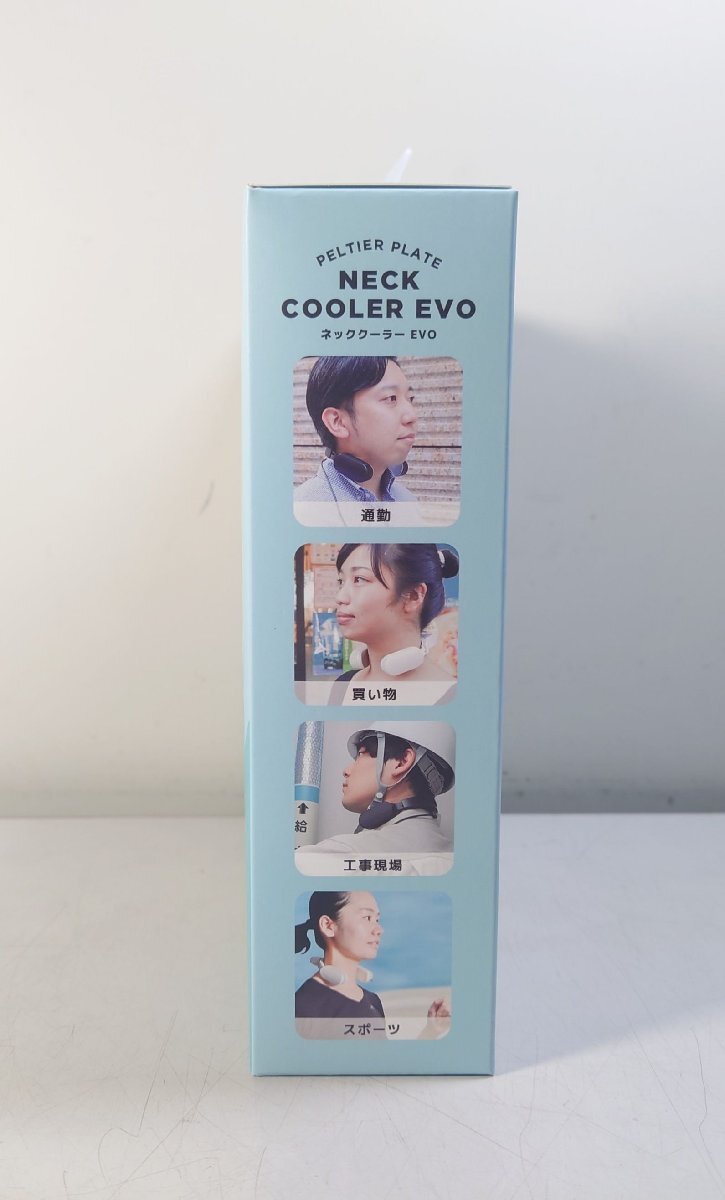 PELTIER PLATE
NECK
COOLER EVO
ネッククーラー EVO
通勤
買い物
給
工事現場
スポーツ